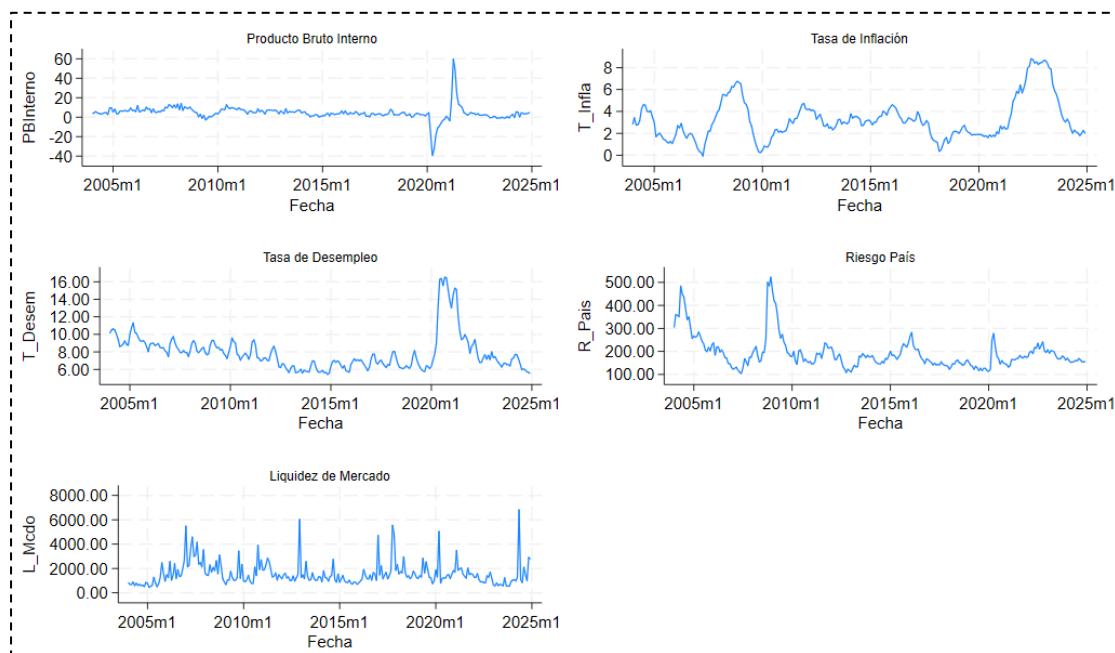 Producto Bruto Interno
PBInterno
60
40
20
0
-20
-40
2005m1 2010m1 2015m1 2020m1 2025m1
Fecha
Tasa de Inflación
T_Infla
8
6
4
2
0
2005m1 2010m1 2015m1 2020m1 2025m1
Fecha
Tasa de Desempleo
T_Desem
16.00
14.00
12.00
10.00
8.00
6.00
2005m1 2010m1 2015m1 2020m1 2025m1
Fecha
Riesgo País
R_Pais
500.00
400.00
300.00
200.00
100.00
2005m1 2010m1 2015m1 2020m1 2025m1
Fecha
Liquidez de Mercado
L_Mcdo
8000.00
6000.00
4000.00
2000.00
0.00
2005m1 2010m1 2015m1 2020m1 2025m1
Fecha